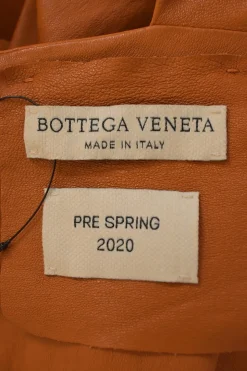 BOTTEGA VENETA
MADE IN ITALY
PRE SPRING
2020